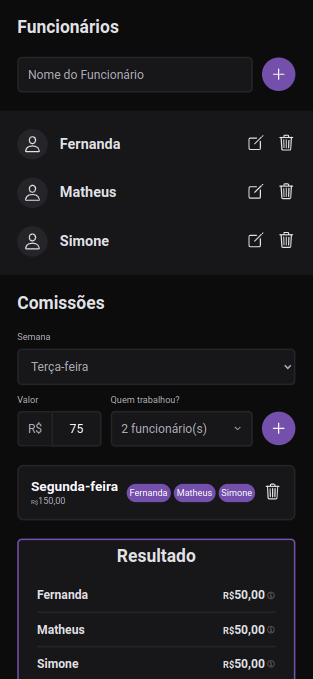 Funcionários
Nome do Funcionário
Fernanda
Matheus
Simone
Comissões
Semana
Terça-feira
Valor Quem trabalhou?
R$ 75 2 funcionário(s)
Segunda-feira Fernanda Matheus Simone
R$150,00
Resultado
Fernanda R$50,00
Matheus R$50,00
Simone R$50,00